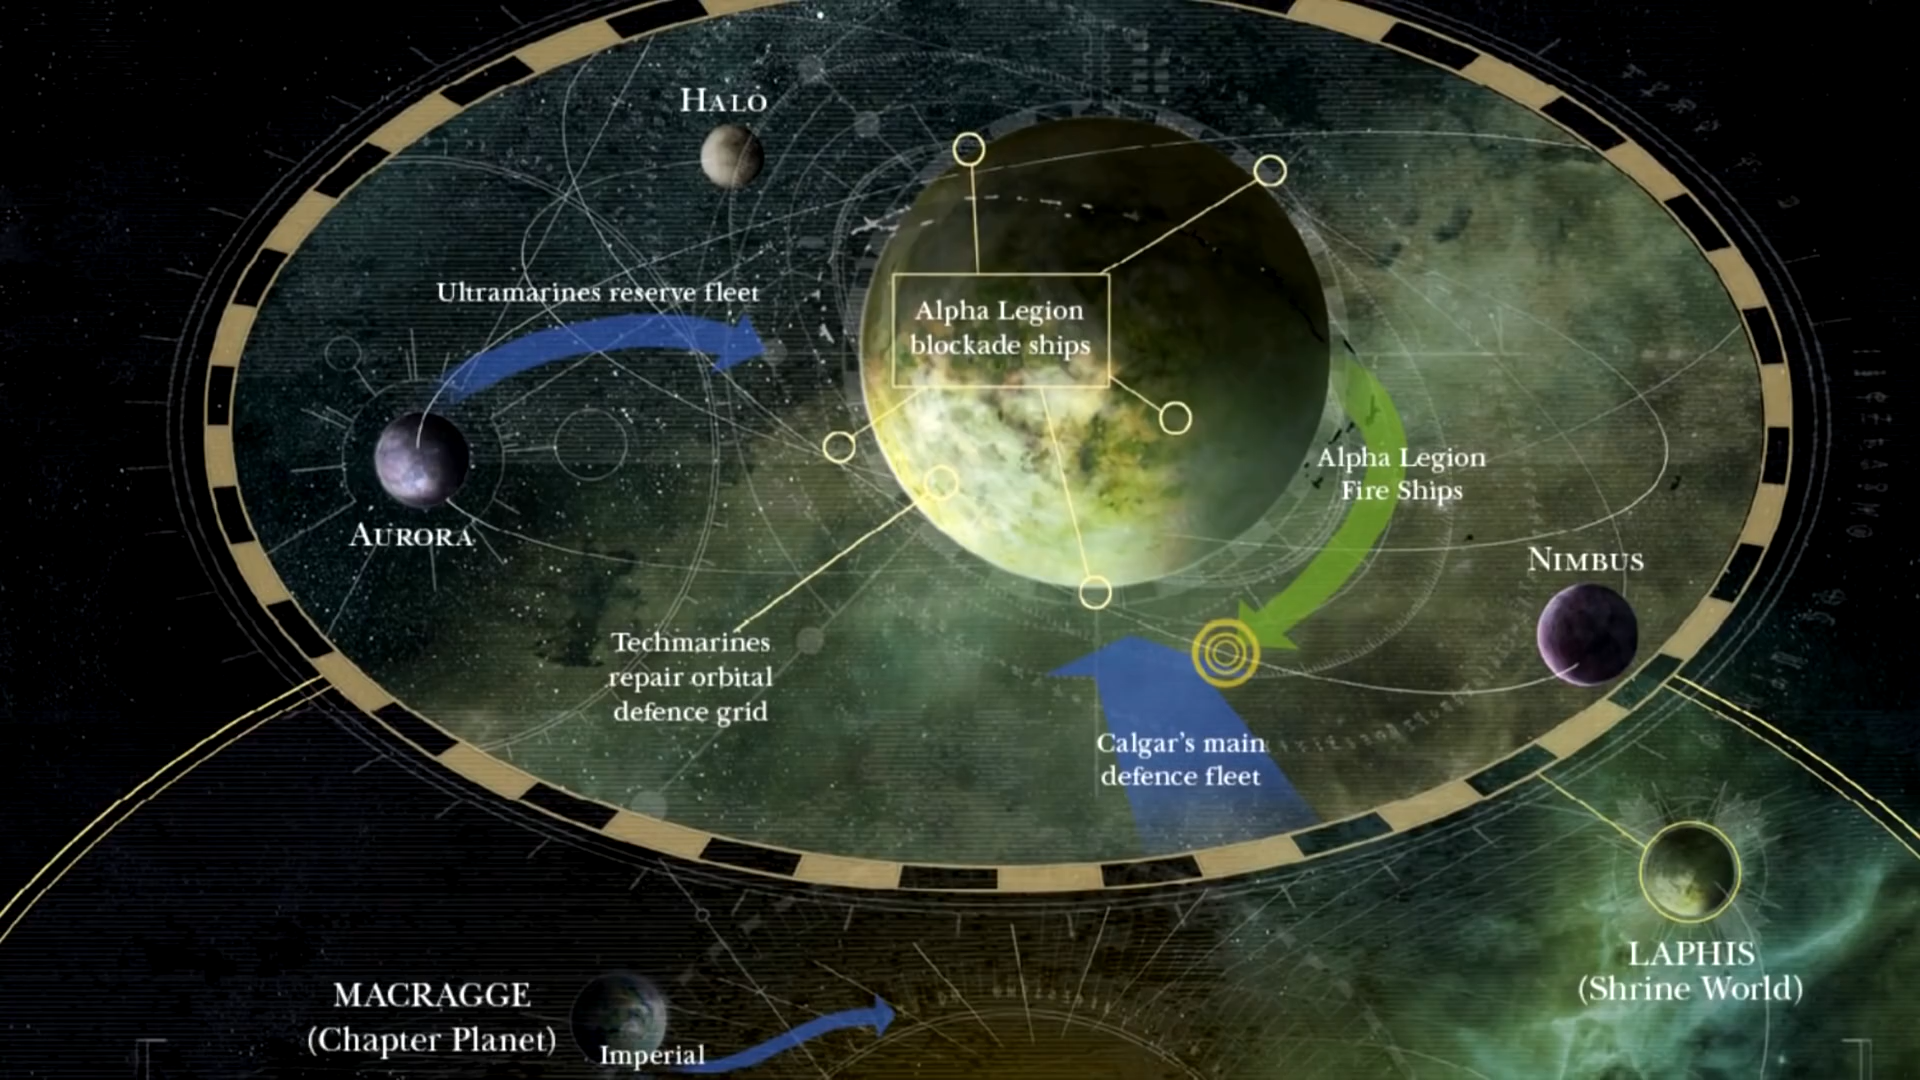 HALO
Ultramarines reserve fleet
Alpha Legion
blockade ships
Alpha Legion
Fire Ships
AURORA
NIMBUS
Techmarines
repair orbital
defence grid
Calgar's main
defence fleet
LAPHIS
(Shrine World)
MACRAGGE
(Chapter Planet)
Imperial